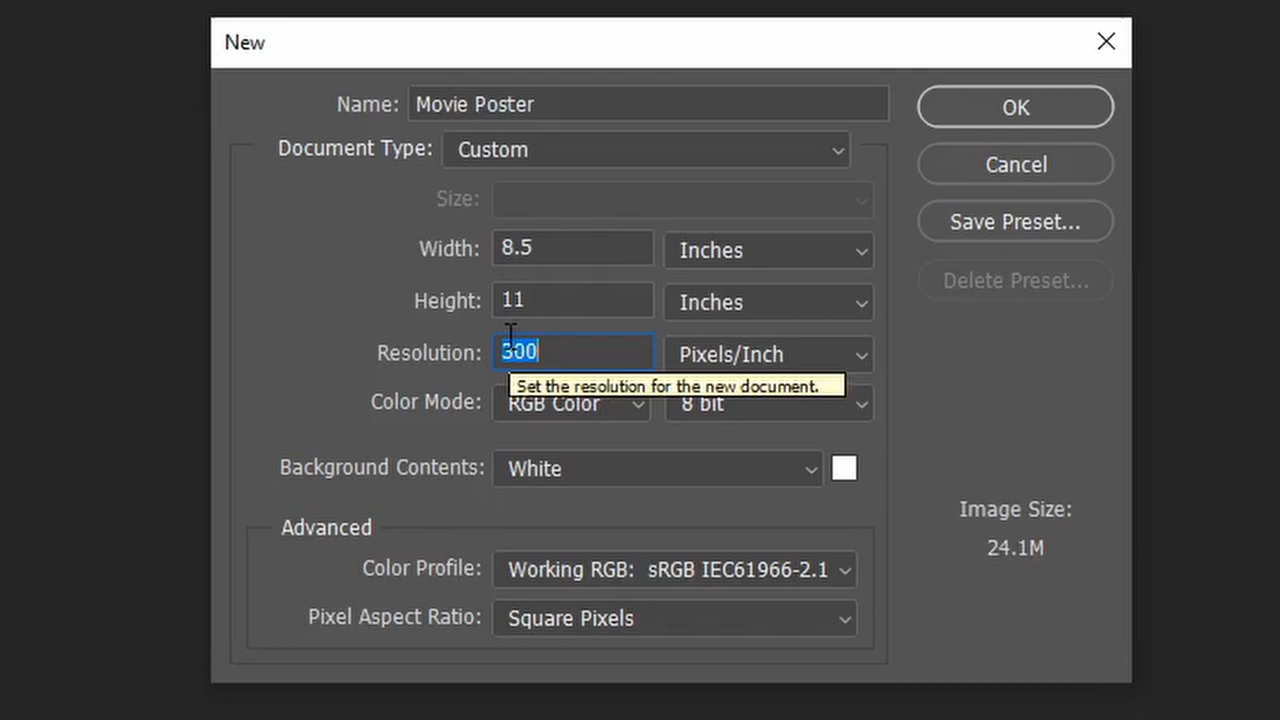 New
Name: Movie Poster
OK
Document Type: Custom
Cancel
Size:
Save Preset...
Width: 8.5 Inches
Delete Preset...
Height: 11 Inches
Resolution: 300 Pixels/Inch
Set the resolution for the new document.
Color Mode: RGB Color 8 bit
Background Contents: White
Image Size:
24.1M
Advanced
Color Profile: Working RGB: sRGB IEC61966-2.1
Pixel Aspect Ratio: Square Pixels